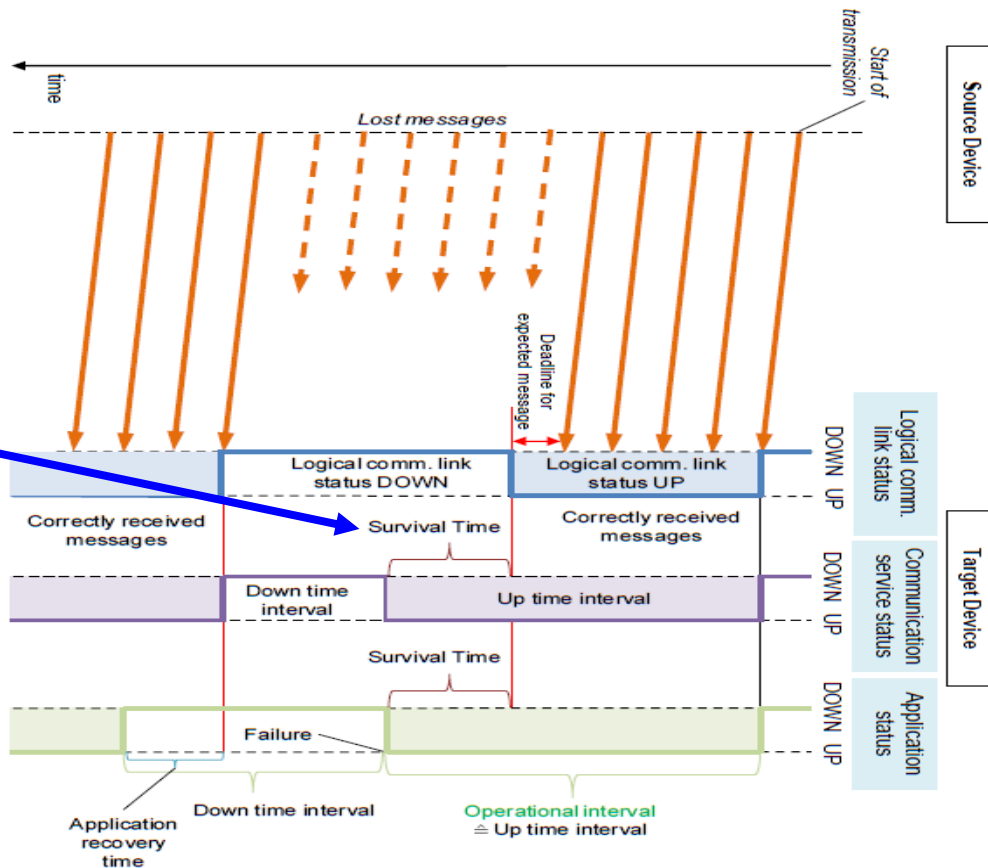 Source Device
Start of
transmission
time
Lost messages
Deadline for
expected message
Target Device
Logical comm.
link status
DOWN
UP
Logical comm. link
status DOWN
Logical comm. link
status UP
Correctly received
messages
Survival Time
Correctly received
messages
Communication
service status
DOWN
UP
Down time
interval
Up time interval
Survival Time
Application
status
DOWN
UP
Failure
Down time interval
Operational interval
≙ Up time interval
Application
recovery
time